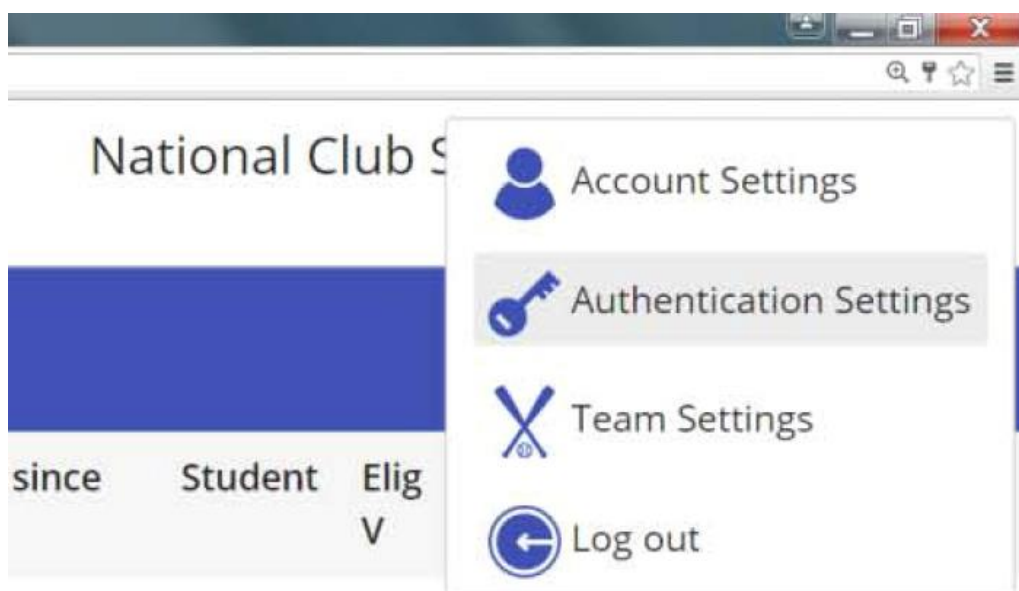 National Club S
Account Settings
Authentication Settings
Team Settings
since Student Elig
V
Log out